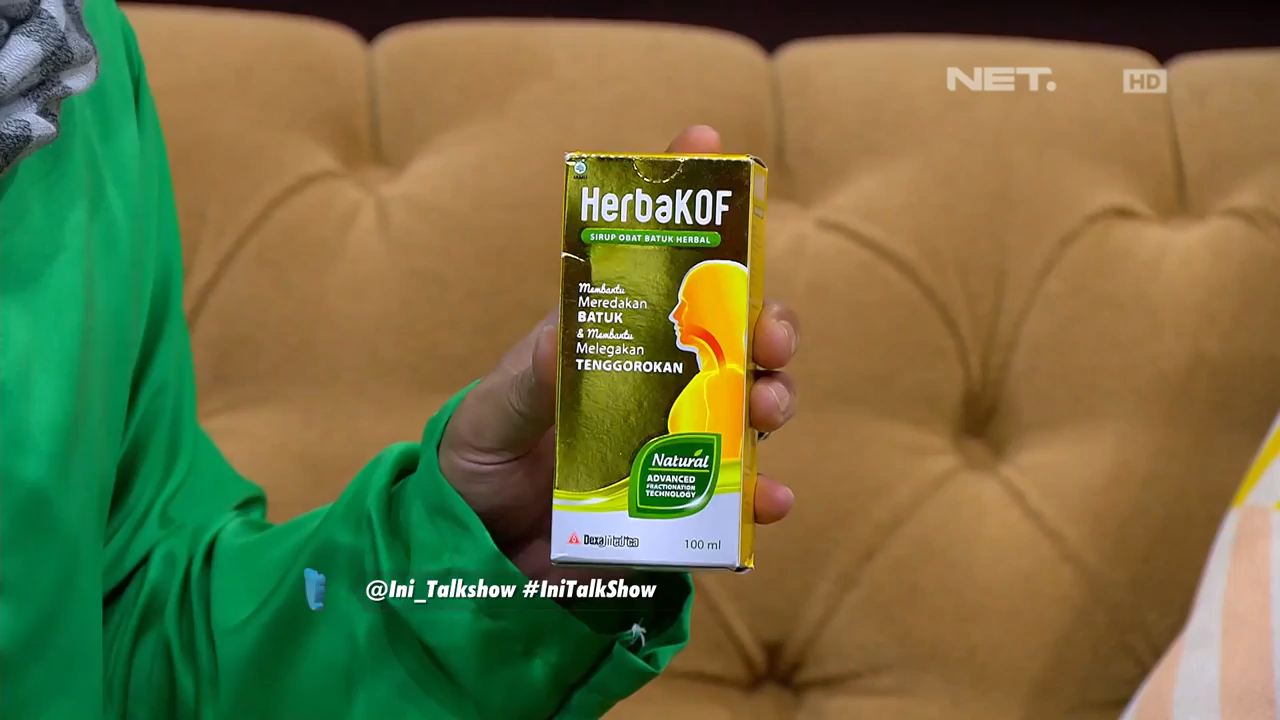 NET.
HD
HerbaKOF
SIRUP OBAT BATUK HERBAL
Membantu
Meredakan
BATUK
& Membantu
Melegakan
TENGGOROKAN
Natural
ADVANCED
FRACTIONATION
TECHNOLOGY
Dexa
100 ml
@Ini_Talkshow #IniTalkShow